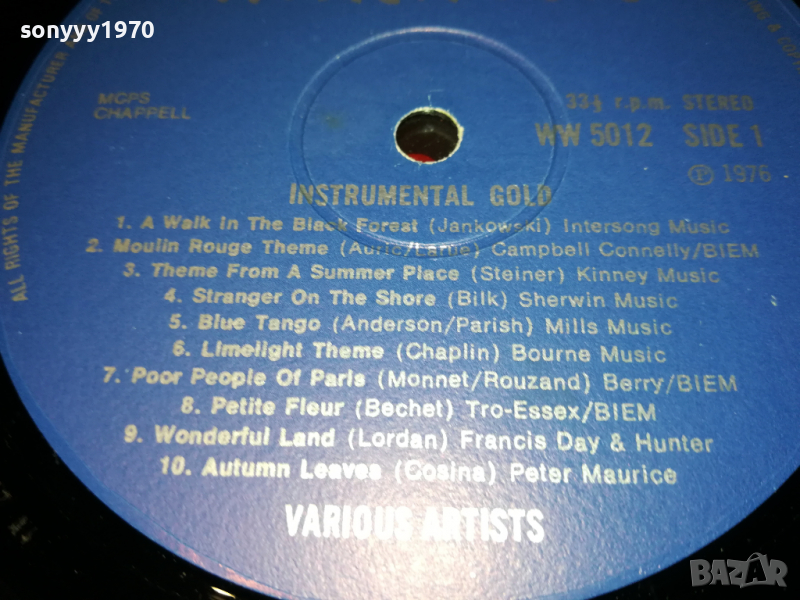 sonyyy1970
ALL RIGHTS OF THE MANUFACTURER
MCPS
CHAPPELL
33⅓ r.p.m. STEREO
WW 5012 SIDE 1
Ⓟ 1976
INSTRUMENTAL GOLD
1. A Walk In The Black Forest (Jankowski) Intersong Music
2. Moulin Rouge Theme (Auric/Larue) Campbell Connelly/BIEM
3. Theme From A Summer Place (Steiner) Kinney Music
4. Stranger On The Shore (Bilk) Sherwin Music
5. Blue Tango (Anderson/Parish) Mills Music
6. Limelight Theme (Chaplin) Bourne Music
7. Poor People Of Paris (Monnet/Rouzand) Berry/BIEM
8. Petite Fleur (Bechet) Tro-Essex/BIEM
9. Wonderful Land (Lordan) Francis Day & Hunter
10. Autumn Leaves (Cosina) Peter Maurice
VARIOUS ARTISTS
BAZAR